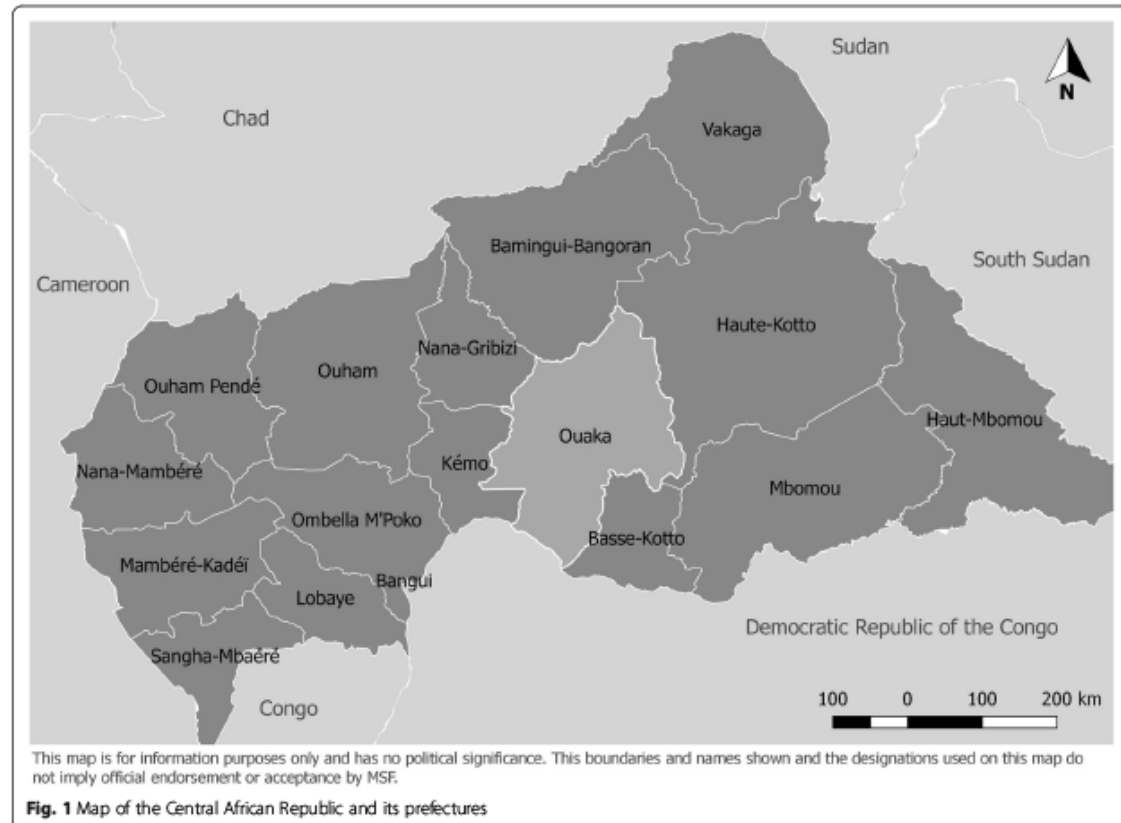 Sudan
N
Chad
Vakaga
Bamingui-Bangoran
South Sudan
Cameroon
Haute-Kotto
Nana-Gribizi
Ouham
Ouham Pendé
Haut-Mbomou
Ouaka
Kémo
Nana-Mambéré
Mbomou
Ombella M'Poko
Basse-Kotto
Mambéré-Kadéï
Bangui
Lobaye
Democratic Republic of the Congo
Sangha-Mbaéré
Congo
100 0 100 200 km
This map is for information purposes only and has no political significance. This boundaries and names shown and the designations used on this map do
not imply official endorsement or acceptance by MSF.
Fig. 1 Map of the Central African Republic and its prefectures